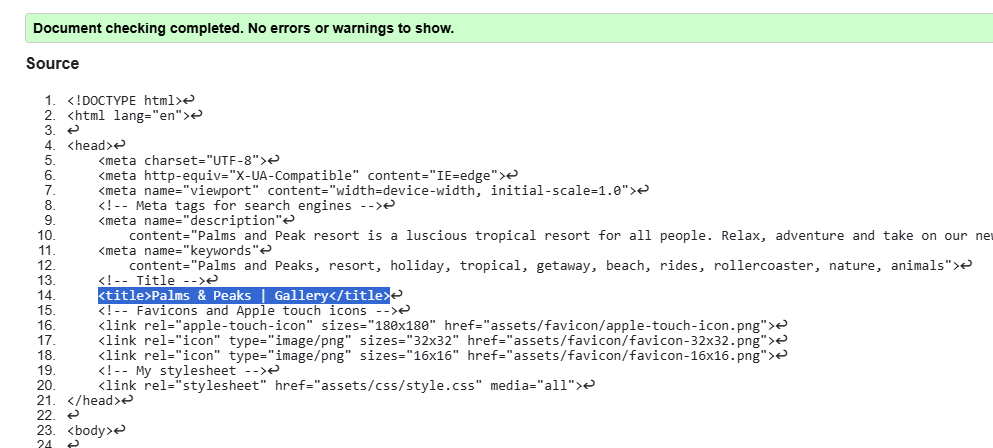 Document checking completed. No errors or warnings to show.
Source
1. <!DOCTYPE html>↩
2. <html lang="en">↩
3. ↩
4. <head>↩
5. <meta charset="UTF-8">↩
6. <meta http-equiv="X-UA-Compatible" content="IE=edge">↩
7. <meta name="viewport" content="width=device-width, initial-scale=1.0">↩
8. <!-- Meta tags for search engines -->↩
9. <meta name="description"↩
10. content="Palms and Peak resort is a luscious tropical resort for all people. Relax, adventure and take on our
11. <meta name="keywords"↩
12. content="Palms and Peaks, resort, holiday, tropical, getaway, beach, rides, rollercoaster, nature, animals">↩
13. <!-- Title -->↩
14. <title>Palms & Peaks | Gallery</title>↩
15. <!-- Favicons and Apple touch icons -->↩
16. <link rel="apple-touch-icon" sizes="180x180" href="assets/favicon/apple-touch-icon.png">↩
17. <link rel="icon" type="image/png" sizes="32x32" href="assets/favicon/favicon-32x32.png">↩
18. <link rel="icon" type="image/png" sizes="16x16" href="assets/favicon/favicon-16x16.png">↩
19. <!-- My stylesheet -->↩
20. <link rel="stylesheet" href="assets/css/style.css" media="all">↩
21. </head>↩
22. ↩
23. <body>↩
24. ↩